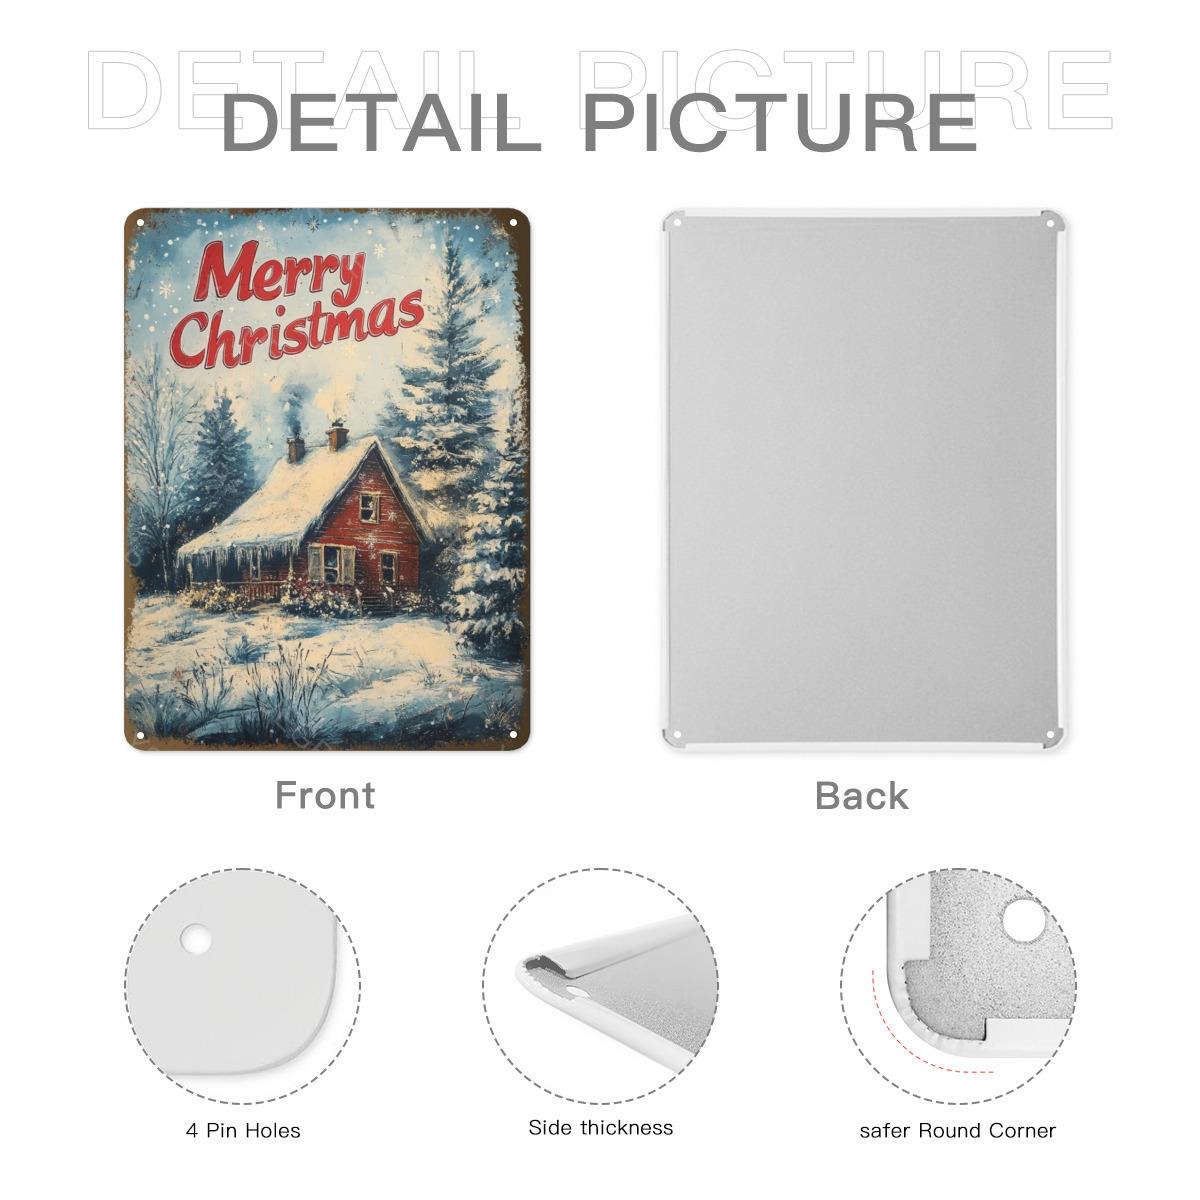 DETAIL PICTURE
DETAIL PICTURE
Merry
Christmas
Front
Back
4 Pin Holes
Side thickness
safer Round Corner